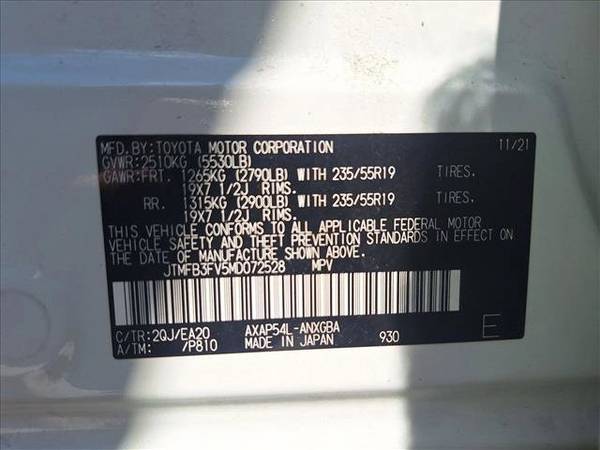 MFD. BY: TOYOTA MOTOR CORPORATION 11/21
GVWR: 2510KG (5530LB)
GAWR: FRT. 1265KG (2790LB) WITH 235/55R19 TIRES.
19X7 1/2J RIMS.
RR. 1315KG (2900LB) WITH 235/55R19 TIRES.
19X7 1/2J RIMS.
THIS VEHICLE CONFORMS TO ALL APPLICABLE FEDERAL MOTOR
VEHICLE SAFETY AND THEFT PREVENTION STANDARDS IN EFFECT ON
THE DATE OF MANUFACTURE SHOWN ABOVE.
JTMFB3FV5MD072528 MPV
C/TR: 2QJ/EA20 AXAP54L-ANXGBA
A/TM: /P810 MADE IN JAPAN 930 E